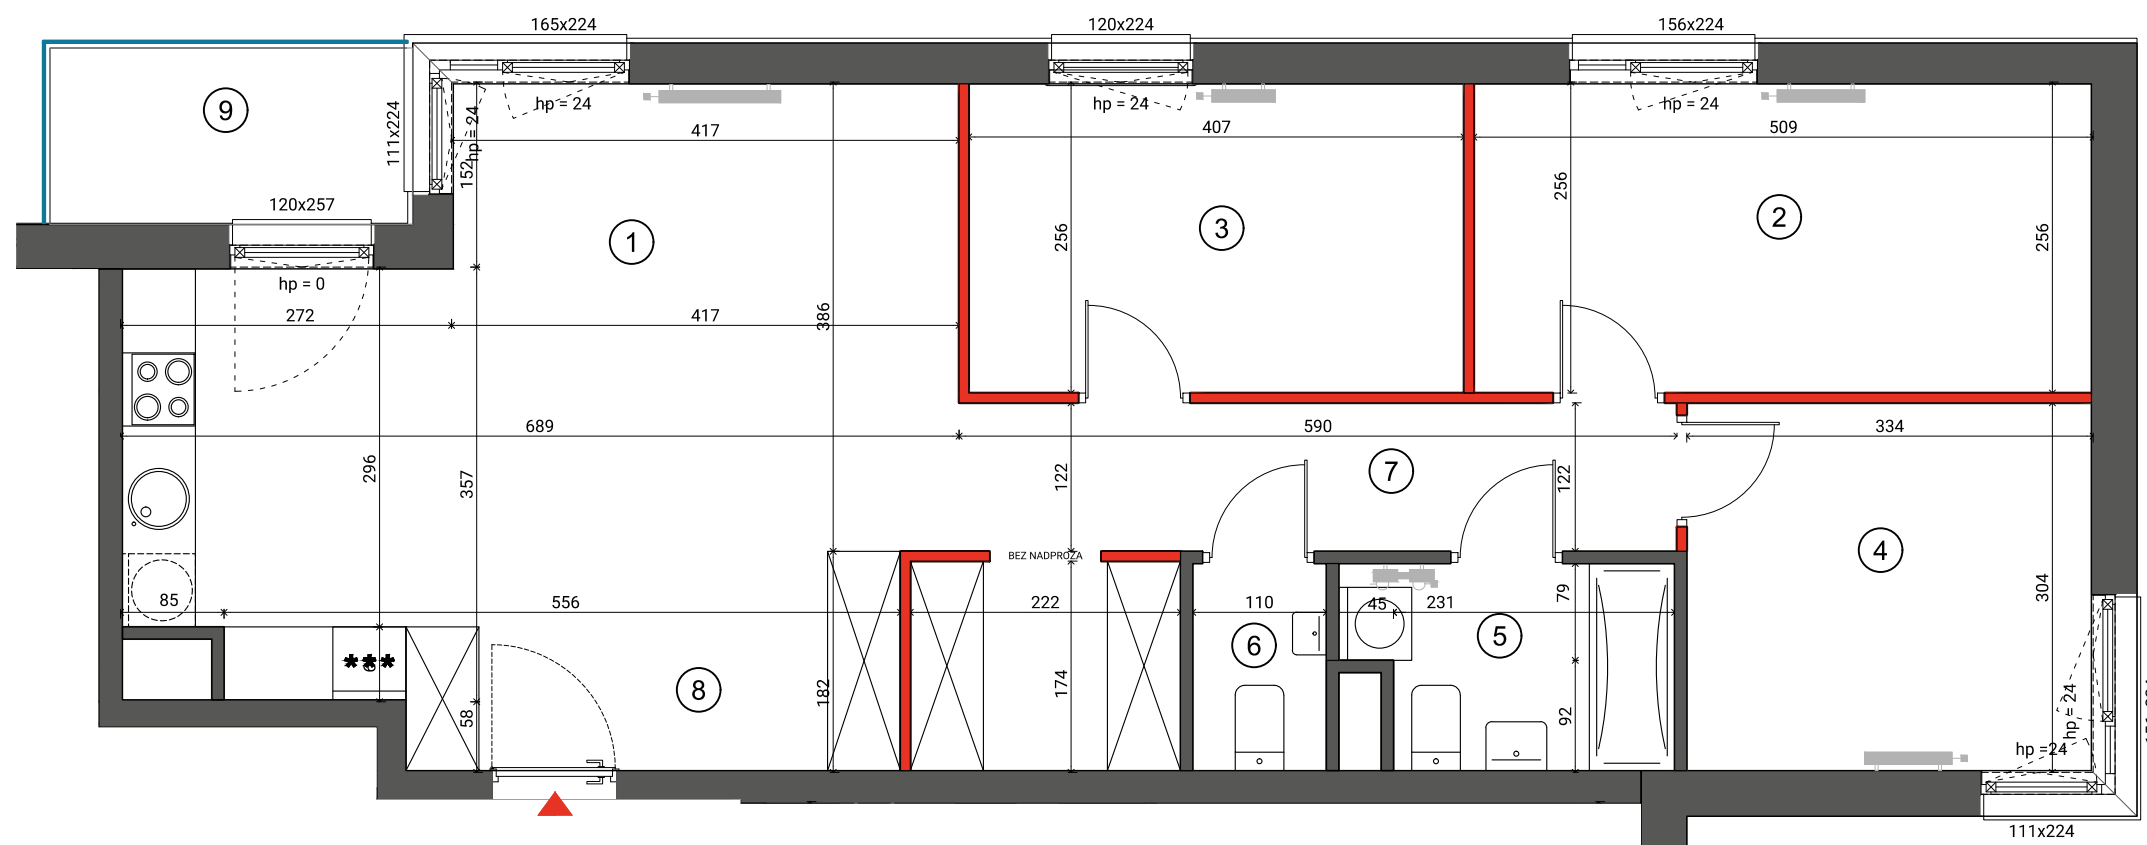 165x224
120x224
156x224
9
111x224
hp = 24
hp = 24
hp = 24
hp = 24
417
407
509
152
120x257
1
3
2
256
256
256
hp = 0
272
417
386
689
590
334
296
357
122
7
122
BEZ NADPROŻA
4
85
556
222
110
45
231
79
304
6
5
***
8
182
174
58
92
hp = 24
hp =24
111x224